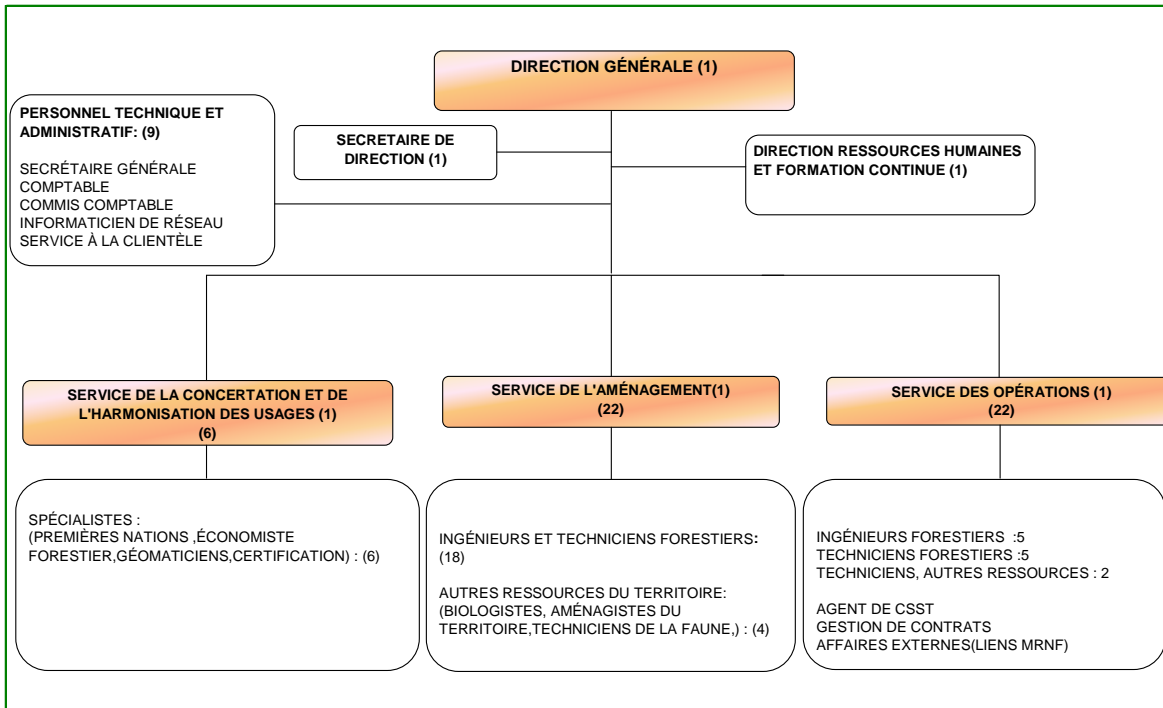 DIRECTION GÉNÉRALE (1)
PERSONNEL TECHNIQUE ET
ADMINISTRATIF: (9)
SECRÉTAIRE GÉNÉRALE
COMPTABLE
COMMIS COMPTABLE
INFORMATICIEN DE RÉSEAU
SERVICE À LA CLIENTÈLE
SECRETAIRE DE
DIRECTION (1)
DIRECTION RESSOURCES HUMAINES
ET FORMATION CONTINUE (1)
SERVICE DE LA CONCERTATION ET DE
L'HARMONISATION DES USAGES (1)
(6)
SERVICE DE L'AMÉNAGEMENT(1)
(22)
SERVICE DES OPÉRATIONS (1)
(22)
SPÉCIALISTES :
(PREMIÈRES NATIONS ,ÉCONOMISTE
FORESTIER,GÉOMATICIENS,CERTIFICATION) : (6)
INGÉNIEURS ET TECHNICIENS FORESTIERS:
(18)
AUTRES RESSOURCES DU TERRITOIRE:
(BIOLOGISTES, AMÉNAGISTES DU
TERRITOIRE,TECHNICIENS DE LA FAUNE,) : (4)
INGÉNIEURS FORESTIERS :5
TECHNICIENS FORESTIERS :5
TECHNICIENS, AUTRES RESSOURCES : 2
AGENT DE CSST
GESTION DE CONTRATS
AFFAIRES EXTERNES(LIENS MRNF)